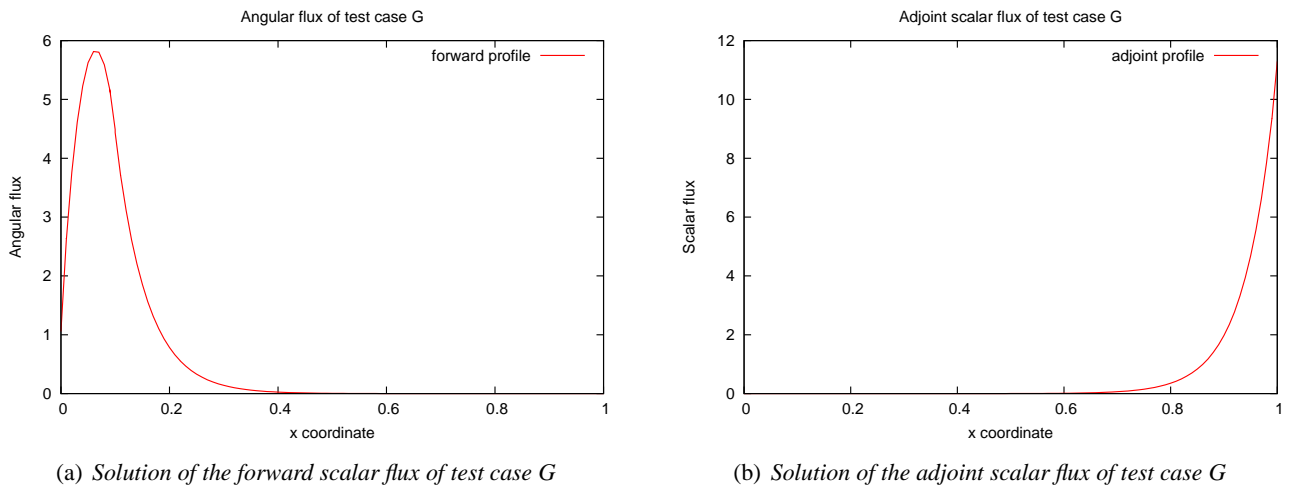 Angular flux of test case G
forward profile
6
5
4
3
2
1
0
Angular flux
0 0.2 0.4 0.6 0.8 1
x coordinate
(a) Solution of the forward scalar flux of test case G
Adjoint scalar flux of test case G
adjoint profile
12
10
8
6
4
2
0
Scalar flux
0 0.2 0.4 0.6 0.8 1
x coordinate
(b) Solution of the adjoint scalar flux of test case G